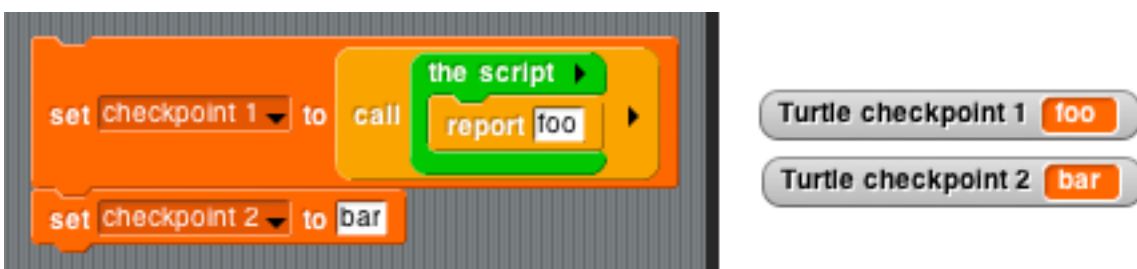 the script
set checkpoint 1 to call report foo
set checkpoint 2 to bar
Turtle checkpoint 1 foo
Turtle checkpoint 2 bar